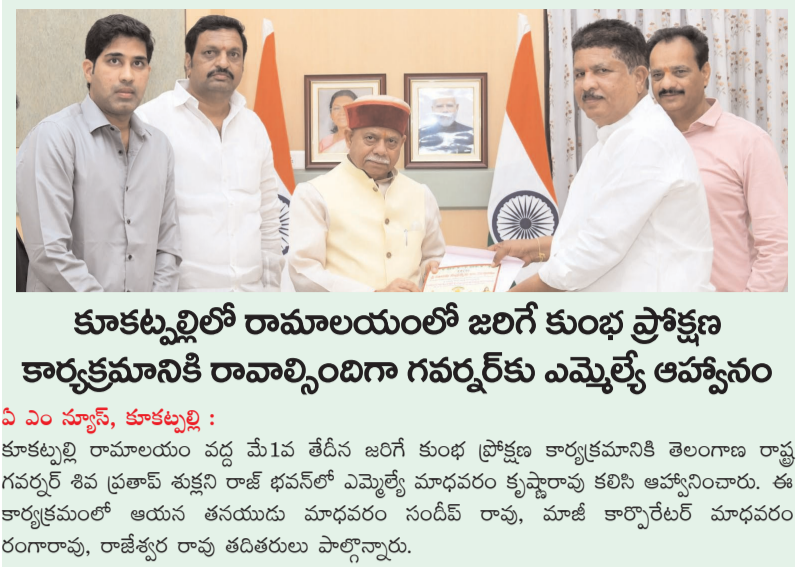 కూకట్పల్లిలో రామాలయంలో జరిగే కుంభ ప్రోక్షణ
కార్యక్రమానికి రావాల్సిందిగా గవర్నర్‌కు ఎమ్మెల్యే ఆహ్వానం
ఏ ఎం న్యూస్, కూకట్పల్లి :
కూకట్పల్లి రామాలయం వద్ద మే1వ తేదీన జరిగే కుంభ ప్రోక్షణ కార్యక్రమానికి తెలంగాణ రాష్ట్ర
గవర్నర్ శివ ప్రతాప్ శుక్లని రాజ్ భవన్‌లో ఎమ్మెల్యే మాధవరం కృష్ణారావు కలిసి ఆహ్వానించారు. ఈ
కార్యక్రమంలో ఆయన తనయుడు మాధవరం సందీప్ రావు, మాజీ కార్పొరేటర్ మాధవరం
రంగారావు, రాజేశ్వర రావు తదితరులు పాల్గొన్నారు.